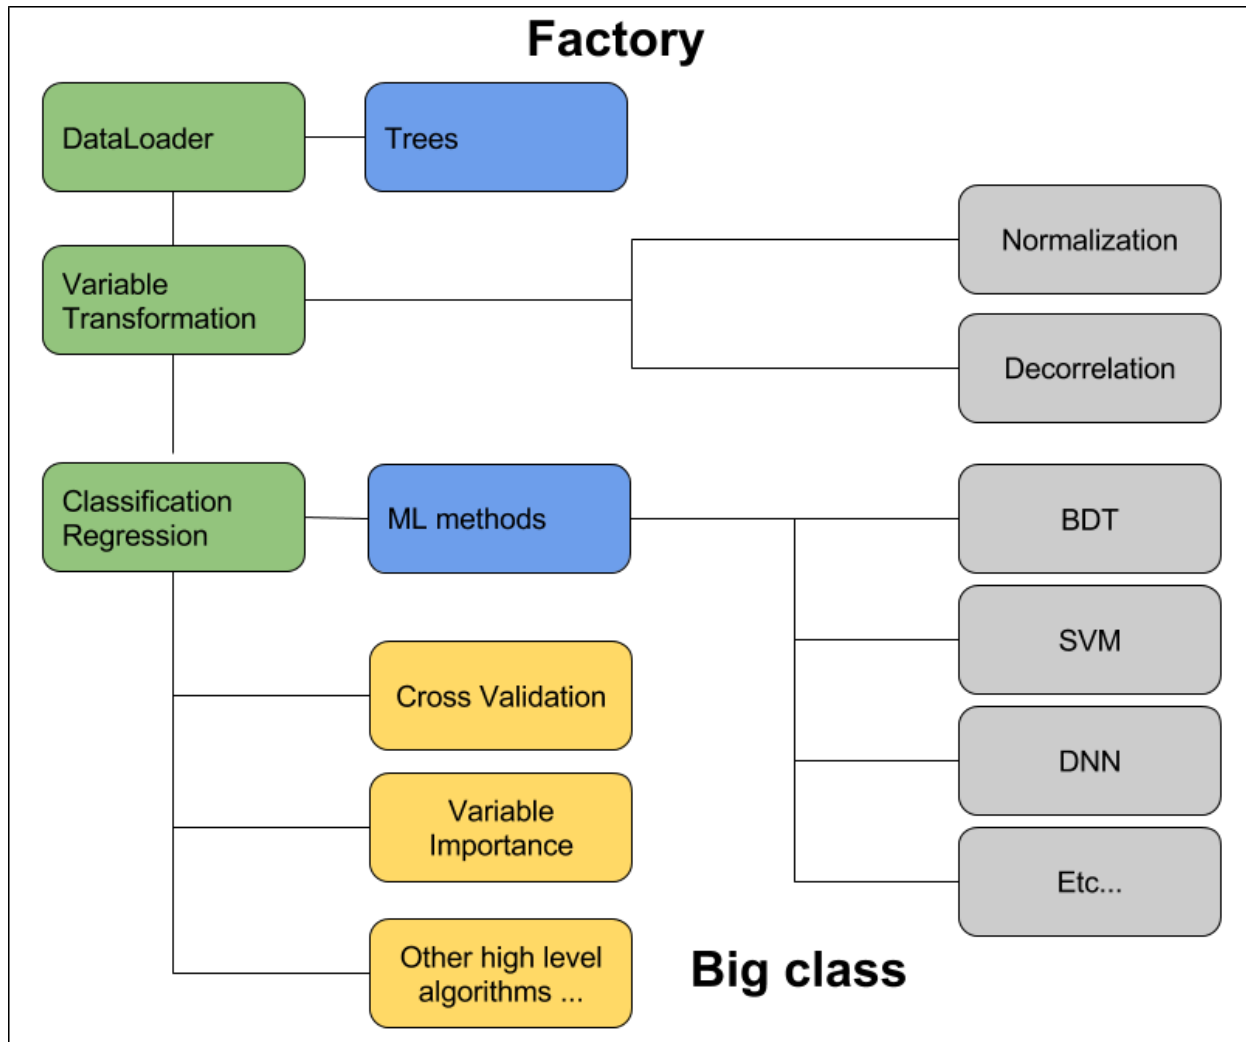 Factory
DataLoader
Trees
Variable
Transformation
Normalization
Decorrelation
Classification
Regression
ML methods
BDT
SVM
Cross Validation
DNN
Variable
Importance
Etc...
Other high level
algorithms ...
Big class